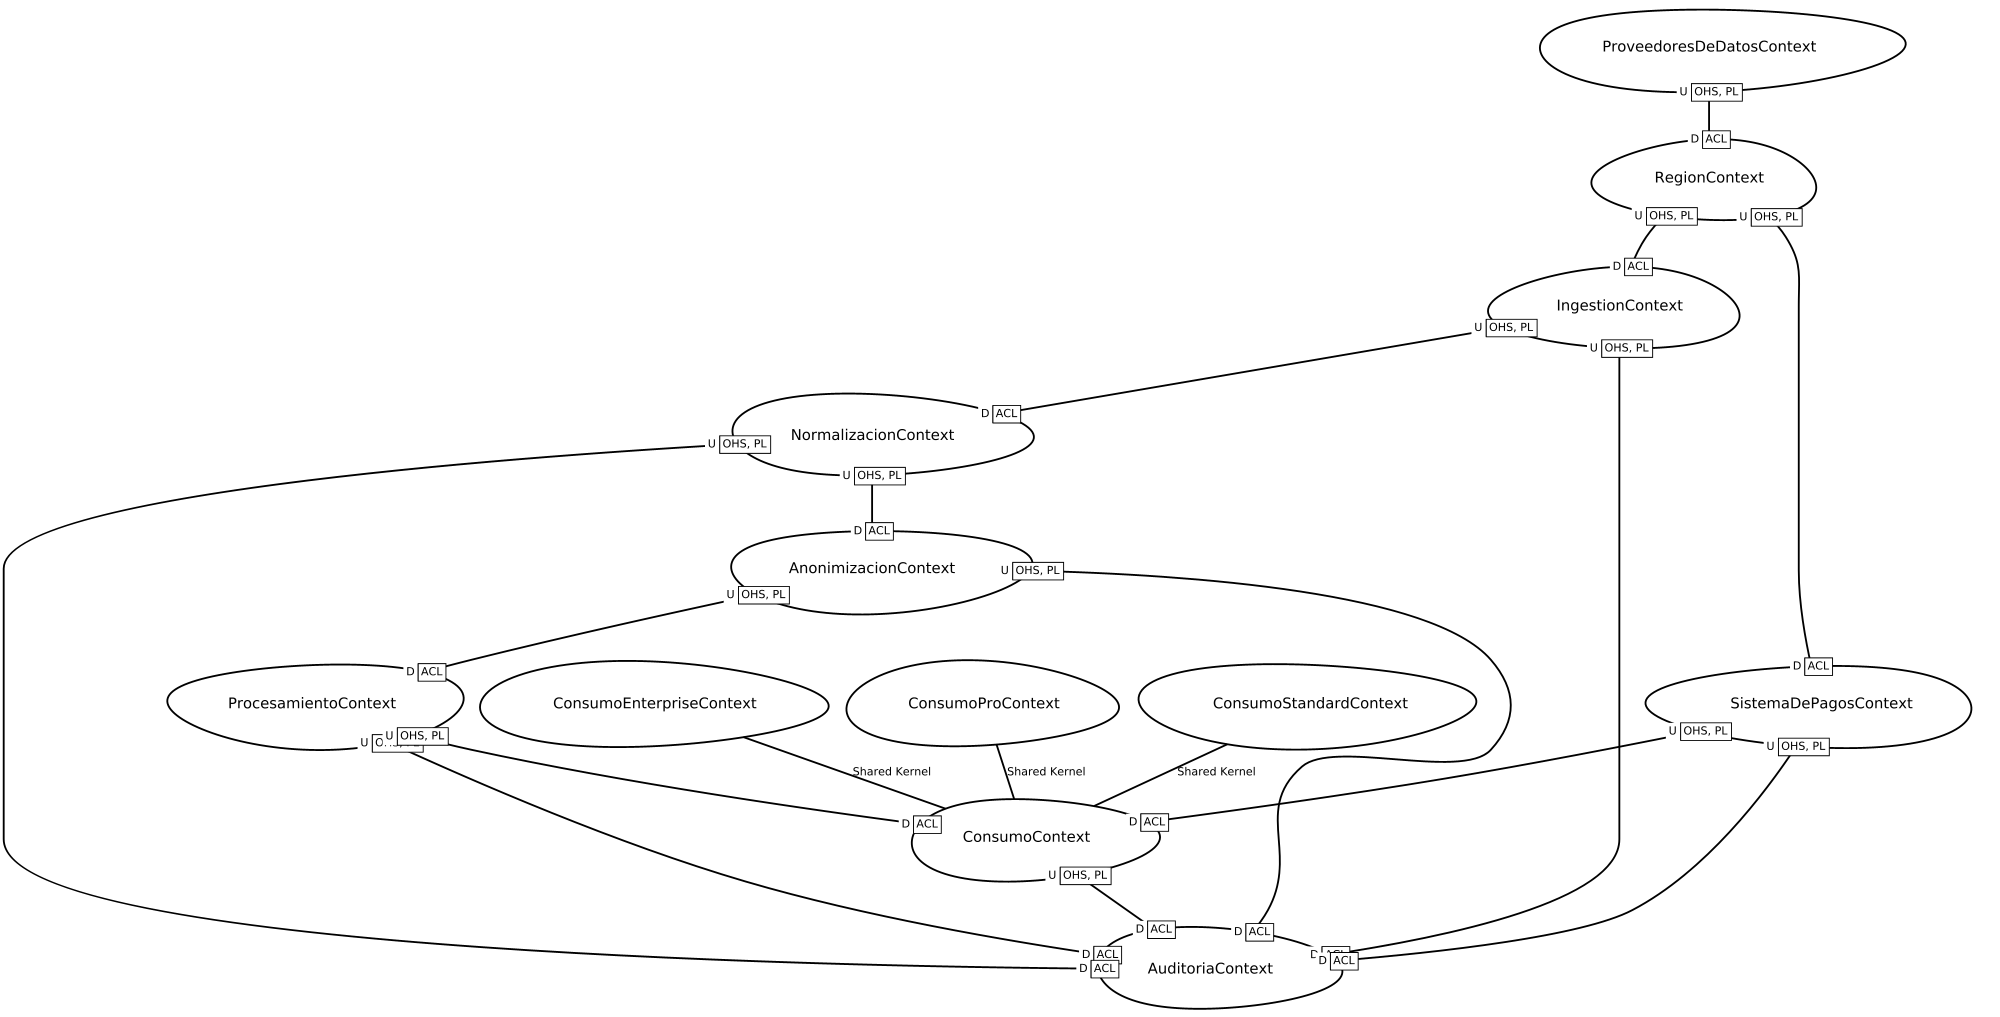 ProveedoresDeDatosContext
U OHS, PL
D ACL
RegionContext
U OHS, PL
U OHS, PL
D ACL
IngestionContext
U OHS, PL
U OHS, PL
D ACL
NormalizacionContext
U OHS, PL
U OHS, PL
D ACL
AnonimizacionContext
U OHS, PL
U OHS, PL
D ACL
D ACL
ProcesamientoContext
ConsumoEnterpriseContext
ConsumoProContext
ConsumoStandardContext
SistemaDePagosContext
U OHS, PL
U
U OHS, PL
U OHS, PL
Shared Kernel
Shared Kernel
Shared Kernel
D ACL
D ACL
ConsumoContext
U OHS, PL
D ACL
D ACL
D ACL
D ACL
D ACL
D ACL
AuditoriaContext